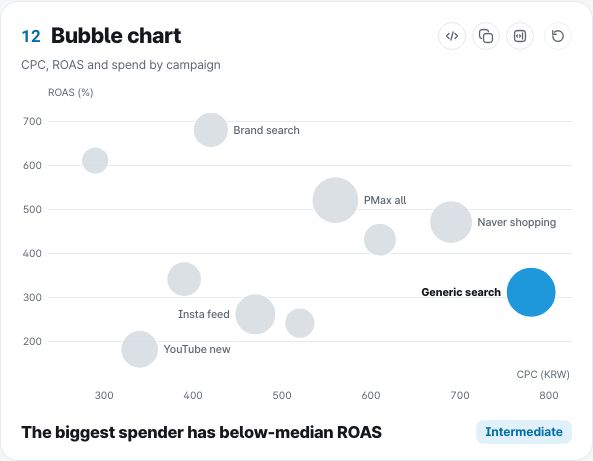 12 Bubble chart
CPC, ROAS and spend by campaign
ROAS (%)
700
Brand search
600
500
PMax all
Naver shopping
400
300
Generic search
Insta feed
200
YouTube new
CPC (KRW)
300 400 500 600 700 800
The biggest spender has below-median ROAS
Intermediate